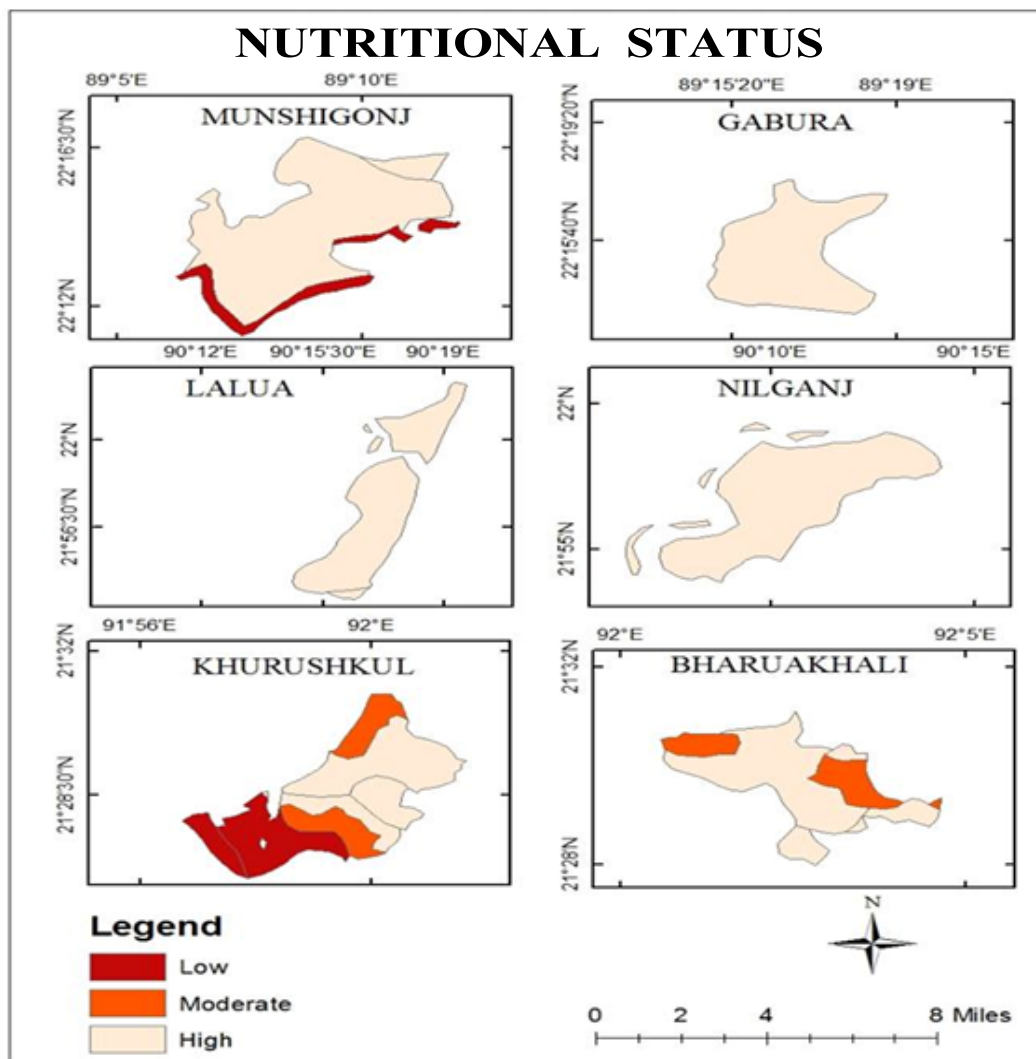 NUTRITIONAL STATUS
89°5'E 89°10'E
MUNSHIGONJ
22°16'30"N
22°12'N
89°15'20"E 89°19'E
GABURA
22°19'20"N
22°15'40"N
90°12'E 90°15'30"E 90°19'E
LALUA
22°N
21°56'30"N
90°10'E 90°15'E
NILGANJ
22°N
21°55'N
91°56'E 92°E
KHURUSHKUL
21°32'N
21°28'30"N
92°E 92°5'E
BHARUAKHALI
21°32'N
21°28'N
Legend
Low
Moderate
High
N
0 2 4 8 Miles